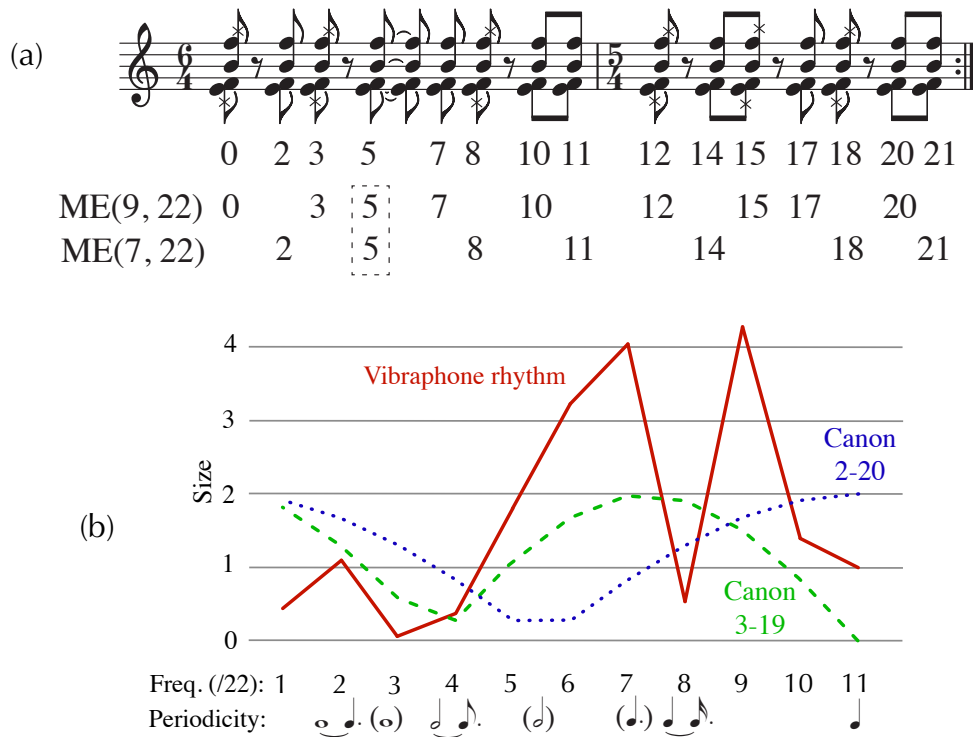 (a)
6 4
5 4
0 2 3 5 7 8 10 11 12 14 15 17 18 20 21
ME(9, 22) 0 3 5 7 10 12 15 17 20
ME(7, 22) 2 5 8 11 14 18 21
(b)
Size
4
3
2
1
0
Vibraphone rhythm
Canon
2-20
Canon
3-19
Freq. (/22): 1 2 3 4 5 6 7 8 9 10 11
Periodicity: